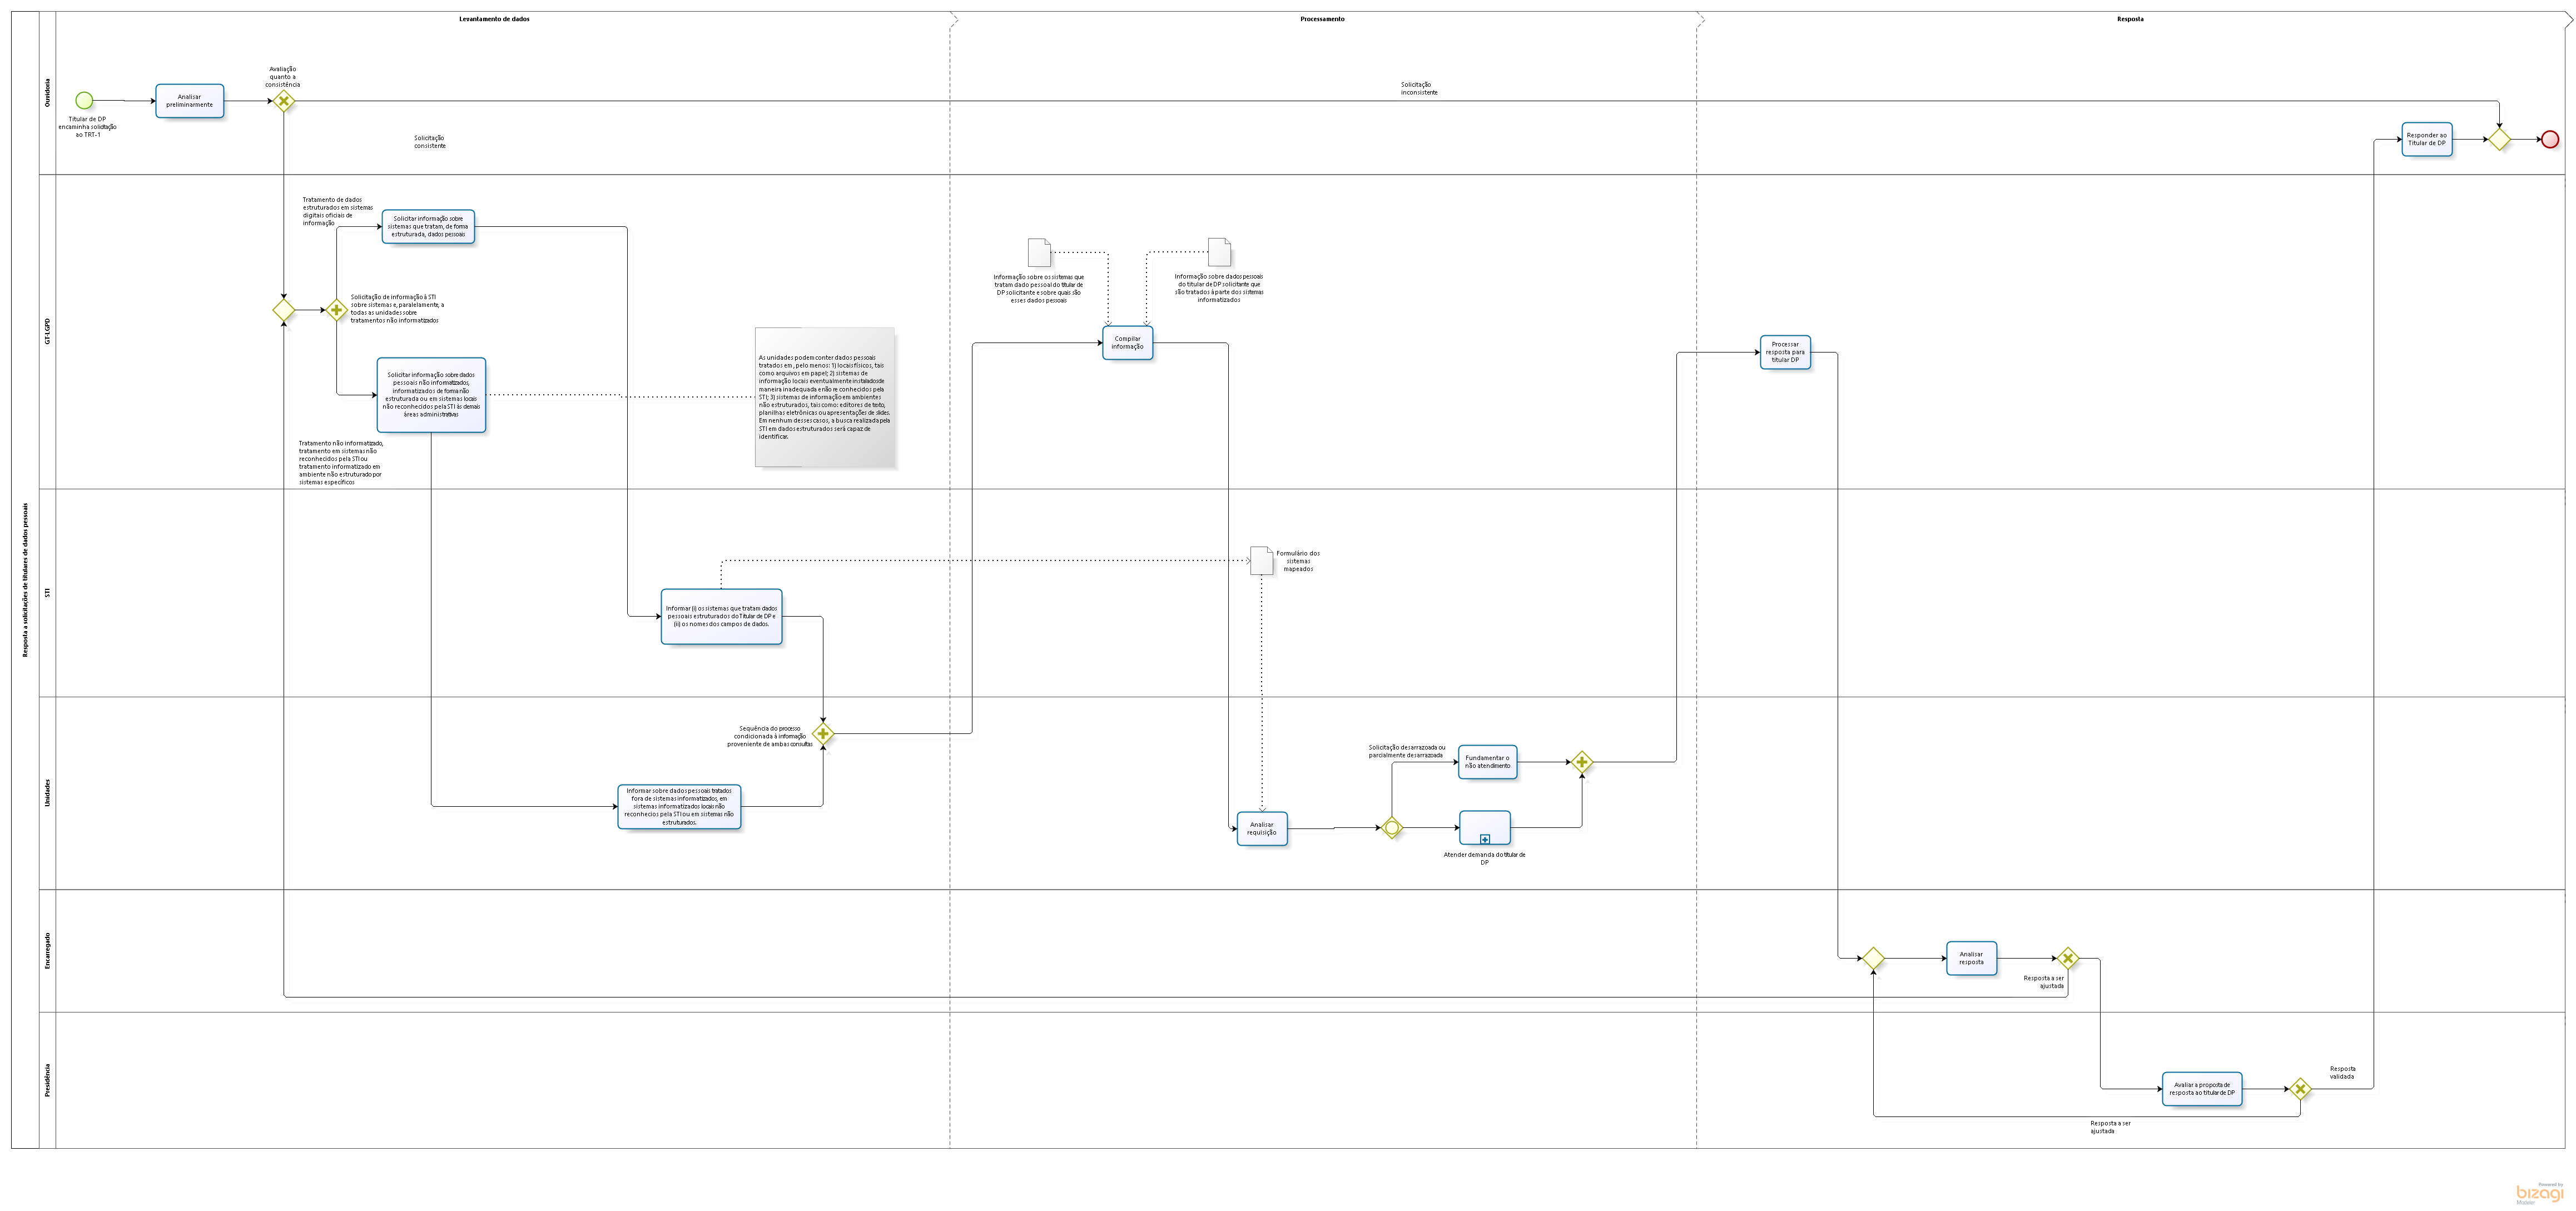 Levantamento de dados
Processamento
Resposta
Resposta a solicitações de titulares de dados pessoais
Ouvidoria
Titular de DP
encaminha solicitação
ao TRT-1
Analisar
preliminarmente
Avaliação
quanto a
consistência
Solicitação
inconsistente
Solicitação
consistente
Responder ao
Titular de DP
GT-LGPD
Tratamento de dados
estruturados em sistemas
digitais oficiais de
informação
Solicitar informação sobre
sistemas que tratam, de forma
estruturada, dados pessoais
Solicitação de informação à STI
sobre sistemas e, paralelamente, a
todas as unidades sobre
tratamentos não informatizados
Solicitar informação sobre dados
pessoais não informatizados,
informatizados de forma não
estruturada ou em sistemas locais
não reconhecidos pela STI às demais
áreas administrativas
Tratamento não informatizado,
tratamento em sistemas não
reconhecidos pela STI ou
tratamento informatizado em
ambiente não estruturado por
sistemas específicos
As unidades podem conter dados pessoais
tratados em , pelo menos: 1) locais físicos, tais
como arquivos em papel; 2) sistemas de
informação locais eventualmente instalados de
maneira inadequada e não re conhecidos pela
STI; 3) sistemas de informação em ambientes
não estruturados, tais como: editores de texto,
planilhas eletrônicas ou apresentações de slides.
Em nenhum desses casos, a busca realizada pela
STI em dados estruturados será capaz de
identificar.
Informação sobre os sistemas que
tratam dado pessoal do titular de
DP solicitante e sobre quais são
esses dados pessoais
Informação sobre dados pessoais
do titular de DP solicitante que
são tratados à parte dos sistemas
informatizados
Compilar
informação
Processar
resposta para
titular DP
STI
Informar (i) os sistemas que tratam dados
pessoais estruturados do Titular de DP e
(ii) os nomes dos campos de dados.
Formulário dos
sistemas
mapeados
Unidades
Sequência do processo
condicionada à informação
proveniente de ambas consultas
Informar sobre dados pessoais tratados
fora de sistemas informatizados, em
sistemas informatizados locais não
reconhecios pela STI ou em sistemas não
estruturados.
Analisar
requisição
Solicitação desarrazoada ou
parcialmente desarrazoada
Fundamentar o
não atendimento
Atender demanda do titular de
DP
Encarregado
Analisar
resposta
Resposta a ser
ajustada
Presidência
Avaliar a proposta de
resposta ao titular de DP
Resposta
validada
Resposta a ser
ajustada
Powered by
bizagi
Modeler